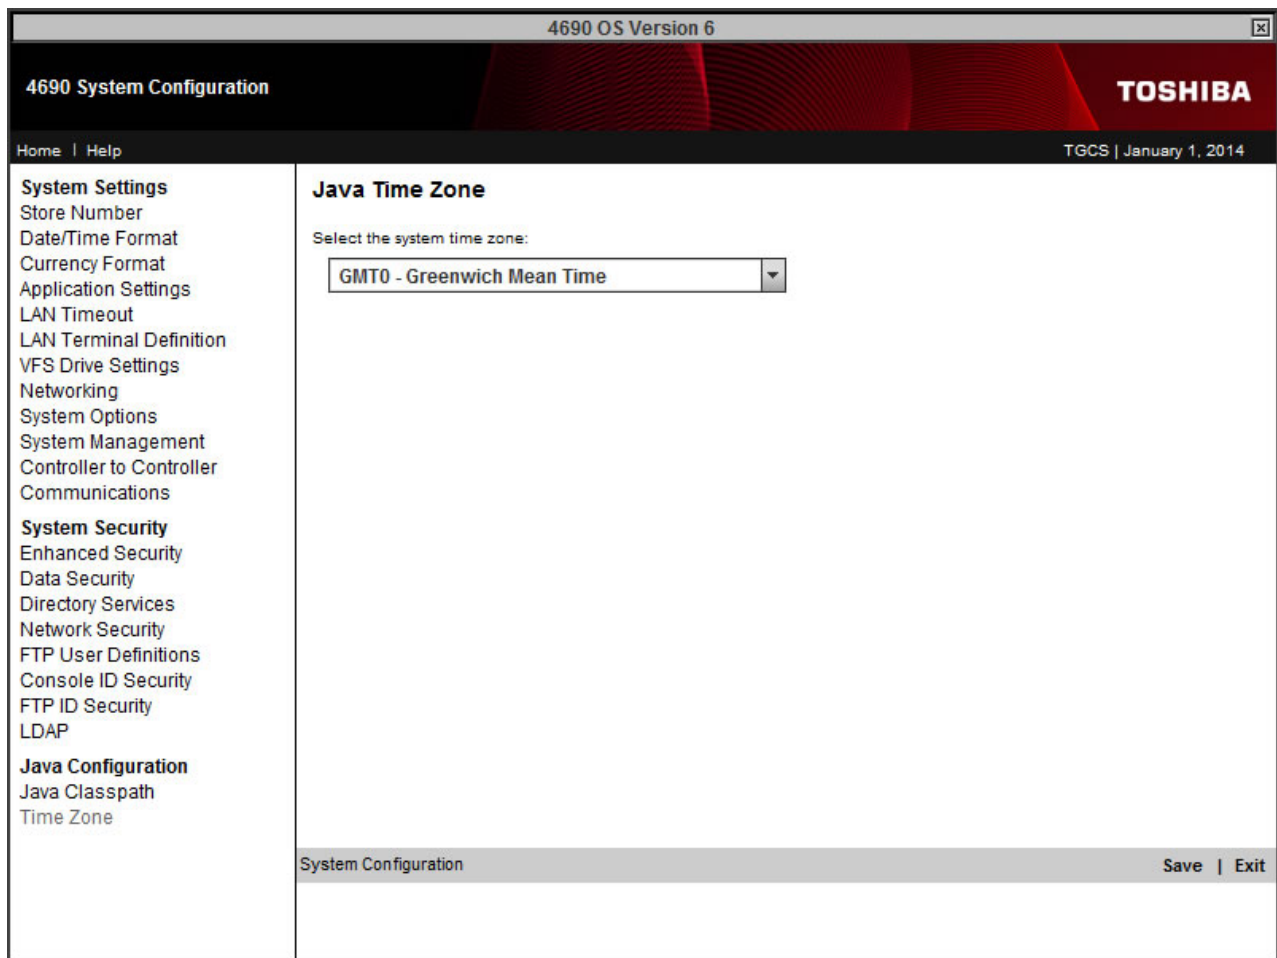 4690 OS Version 6
4690 System Configuration
TOSHIBA
Home | Help
TGCS | January 1, 2014
System Settings
Store Number
Date/Time Format
Currency Format
Application Settings
LAN Timeout
LAN Terminal Definition
VFS Drive Settings
Networking
System Options
System Management
Controller to Controller
Communications
System Security
Enhanced Security
Data Security
Directory Services
Network Security
FTP User Definitions
Console ID Security
FTP ID Security
LDAP
Java Configuration
Java Classpath
Time Zone
Java Time Zone
Select the system time zone:
GMT0 - Greenwich Mean Time
System Configuration
Save | Exit